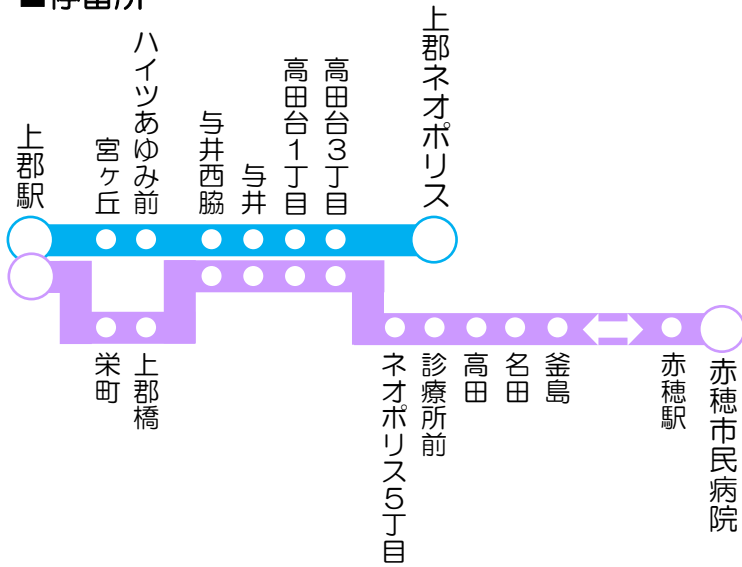 ■停留所
上郡駅
宮ヶ丘
ハイツあゆみ前
与井西脇
与井
高田台1丁目
高田台3丁目
上郡ネオポリス
栄町
上郡橋
ネオポリス5丁目
診療所前
高田
名田
釜島
赤穂駅
赤穂市民病院